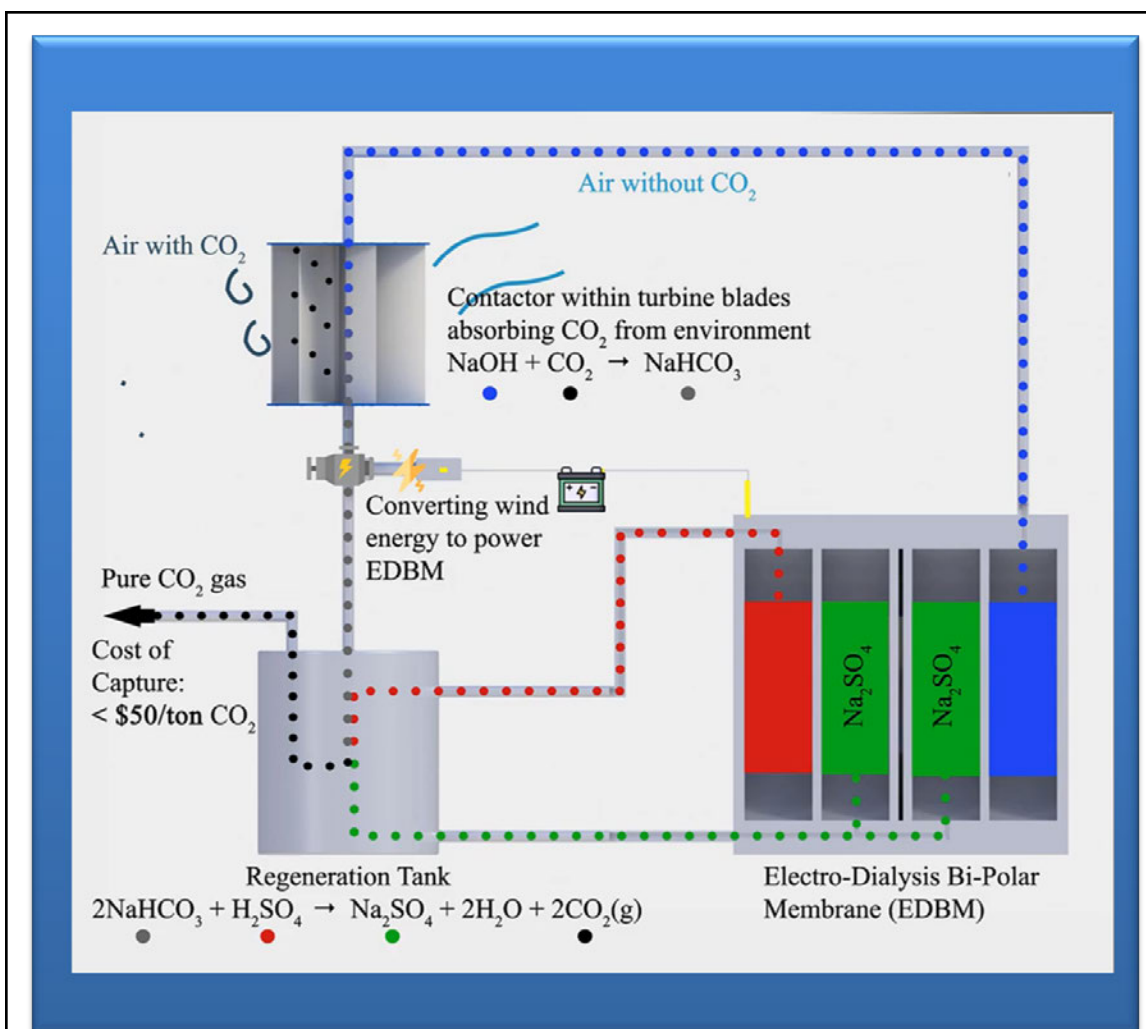 Air without CO₂
Air with CO₂
Contactor within turbine blades
absorbing CO₂ from environment
NaOH + CO₂ → NaHCO₃
Converting wind
energy to power
EDBM
Pure CO₂ gas
Cost of
Capture:
< $50/ton CO₂
Na₂SO₄
Na₂SO₄
Regeneration Tank
2NaHCO₃ + H₂SO₄ → Na₂SO₄ + 2H₂O + 2CO₂(g)
Electro-Dialysis Bi-Polar
Membrane (EDBM)